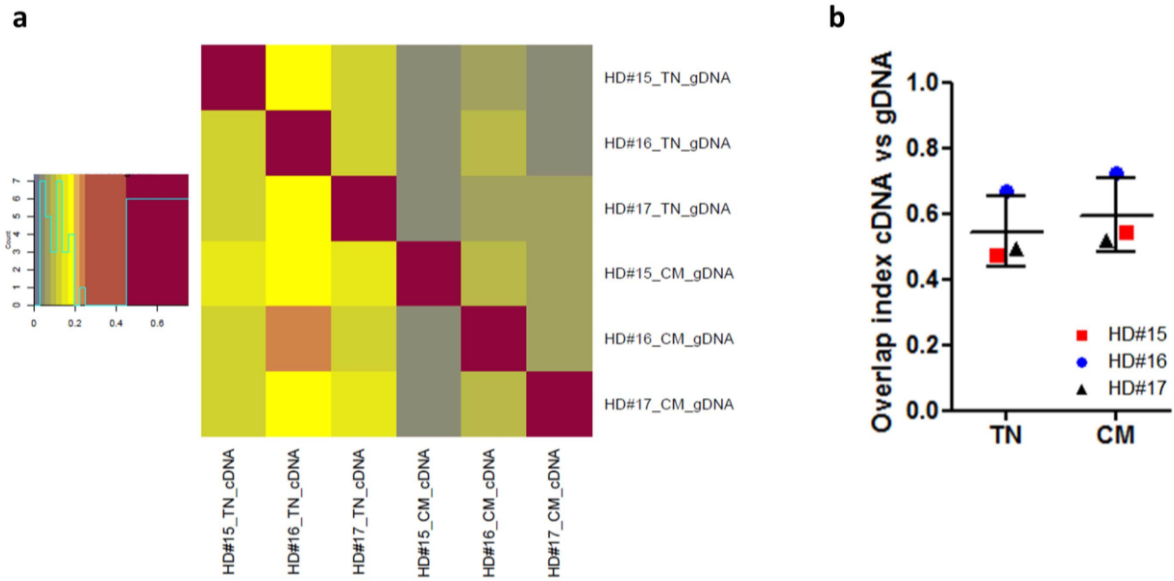 a
HD#15_TN_gDNA
HD#16_TN_gDNA
HD#17_TN_gDNA
HD#15_CM_gDNA
HD#16_CM_gDNA
HD#17_CM_gDNA
Count
7
6
5
4
3
2
1
0
0
0.2
0.4
0.6
HD#15_TN_cDNA
HD#16_TN_cDNA
HD#17_TN_cDNA
HD#15_CM_cDNA
HD#16_CM_cDNA
HD#17_CM_cDNA
b
Overlap index cDNA vs gDNA
1.0
0.8
0.6
0.4
0.2
0.0
HD#15
HD#16
HD#17
TN
CM